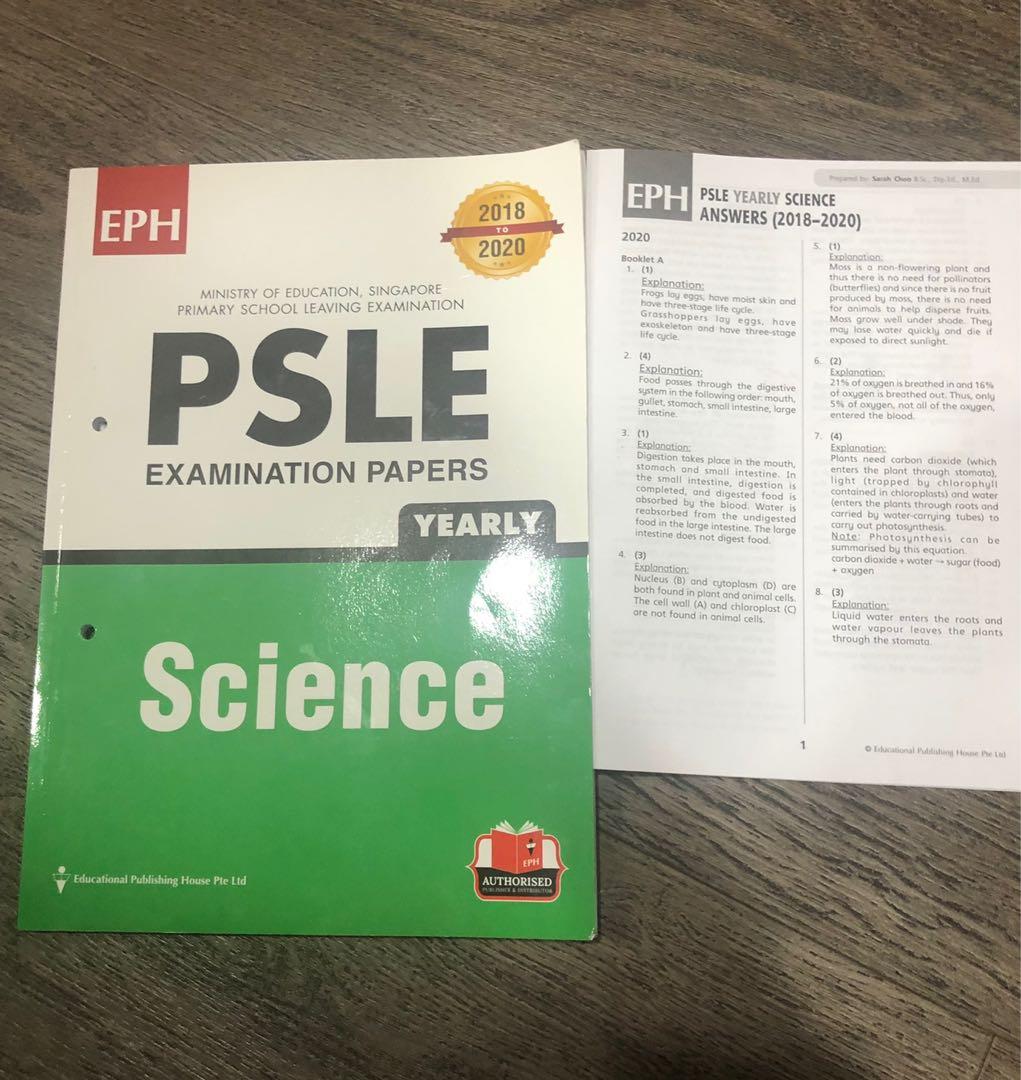 EPH
2018
TO
2020
MINISTRY OF EDUCATION, SINGAPORE
PRIMARY SCHOOL LEAVING EXAMINATION
PSLE
EXAMINATION PAPERS
YEARLY
Science
Educational Publishing House Pte Ltd
EPH
AUTHORISED
PUBLISHER & DISTRIBUTOR
Prepared by: Sarah Choo B.Sc., Dip.Ed., M.Ed.
EPH
PSLE YEARLY SCIENCE
ANSWERS (2018–2020)
2020
Booklet A
1. (1)
Explanation:
Frogs lay eggs, have moist skin and
have three-stage life cycle.
Grasshoppers lay eggs, have
exoskeleton and have three-stage
life cycle.
2. (4)
Explanation:
Food passes through the digestive
system in the following order: mouth,
gullet, stomach, small intestine, large
intestine.
3. (1)
Explanation:
Digestion takes place in the mouth,
stomach and small intestine. In
the small intestine, digestion is
completed, and digested food is
absorbed by the blood. Water is
reabsorbed from the undigested
food in the large intestine. The large
intestine does not digest food.
4. (3)
Explanation:
Nucleus (B) and cytoplasm (D) are
both found in plant and animal cells.
The cell wall (A) and chloroplast (C)
are not found in animal cells.
5. (1)
Explanation:
Moss is a non-flowering plant and
thus there is no need for pollinators
(butterflies) and since there is no fruit
produced by moss, there is no need
for animals to help disperse fruits.
Moss grow well under shade. They
may lose water quickly and die if
exposed to direct sunlight.
6. (2)
Explanation:
21% of oxygen is breathed in and 16%
of oxygen is breathed out. Thus, only
5% of oxygen, not all of the oxygen,
entered the blood.
7. (4)
Explanation:
Plants need carbon dioxide (which
enters the plant through stomata),
light (trapped by chlorophyll
contained in chloroplasts) and water
(enters the plants through roots and
carried by water-carrying tubes) to
carry out photosynthesis.
Note: Photosynthesis can be
summarised by this equation.
carbon dioxide + water → sugar (food)
+ oxygen
8. (3)
Explanation:
Liquid water enters the roots and
water vapour leaves the plants
through the stomata.
1
© Educational Publishing House Pte Ltd